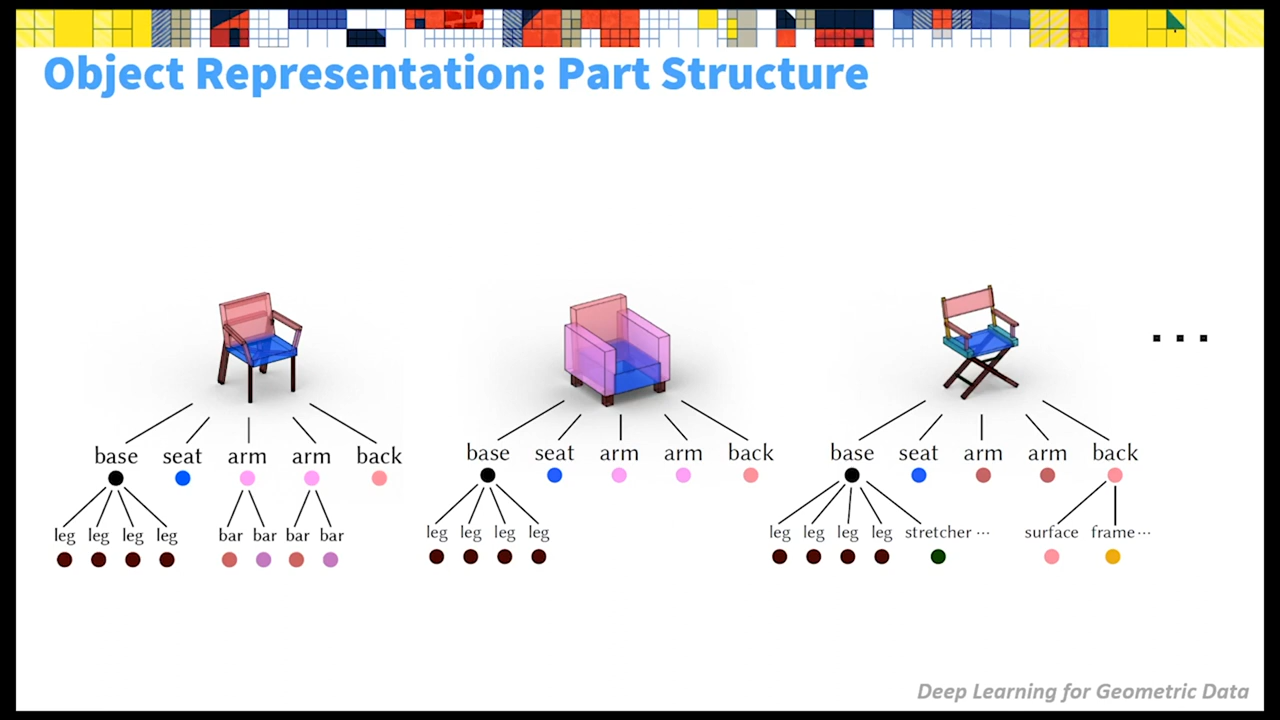 Object Representation: Part Structure
...
base seat arm arm back
leg leg leg leg bar bar bar bar
base seat arm arm back
leg leg leg leg
base seat arm arm back
leg leg leg leg stretcher ... surface frame...
Deep Learning for Geometric Data